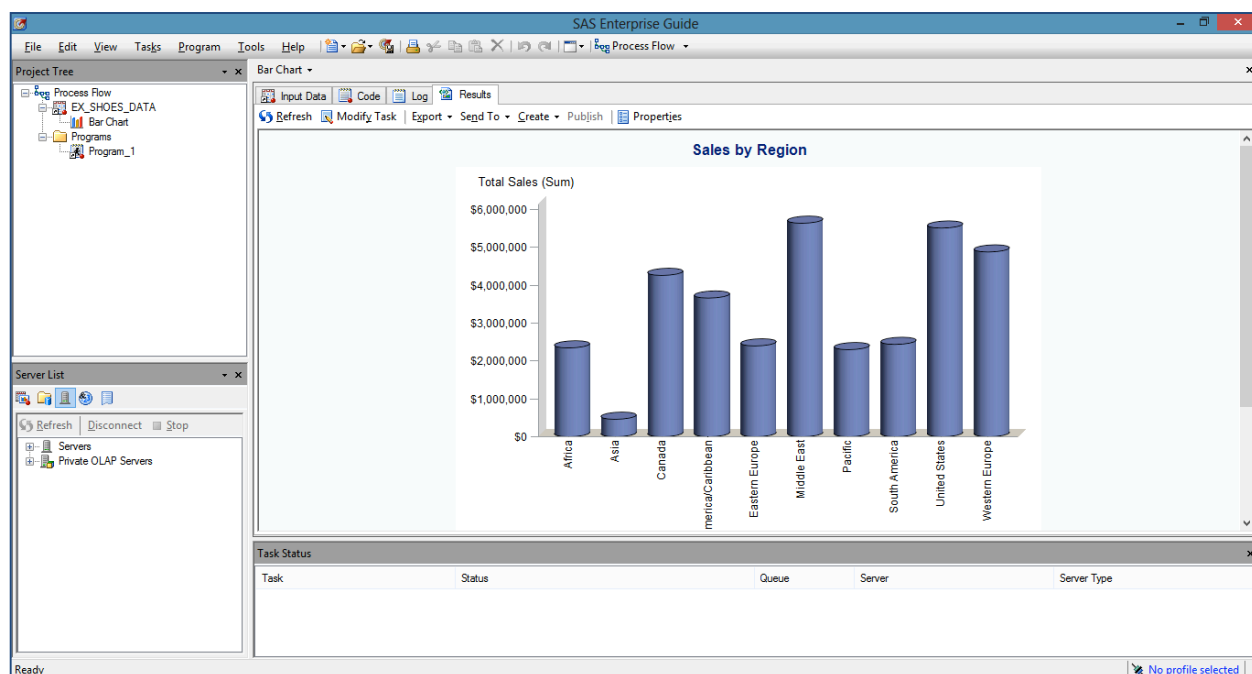 SAS Enterprise Guide
File Edit View Tasks Program Tools Help Process Flow
Project Tree
Process Flow
EX_SHOES_DATA
Bar Chart
Programs
Program_1
Server List
Refresh Disconnect Stop
Servers
Private OLAP Servers
Bar Chart
Input Data Code Log Results
Refresh Modify Task Export Send To Create Publish Properties
Sales by Region
Total Sales (Sum)
$6,000,000
$5,000,000
$4,000,000
$3,000,000
$2,000,000
$1,000,000
$0
Africa
Asia
Canada
merica/Caribbean
Eastern Europe
Middle East
Pacific
South America
United States
Western Europe
Task Status
Task Status Queue Server Server Type
Ready
No profile selected